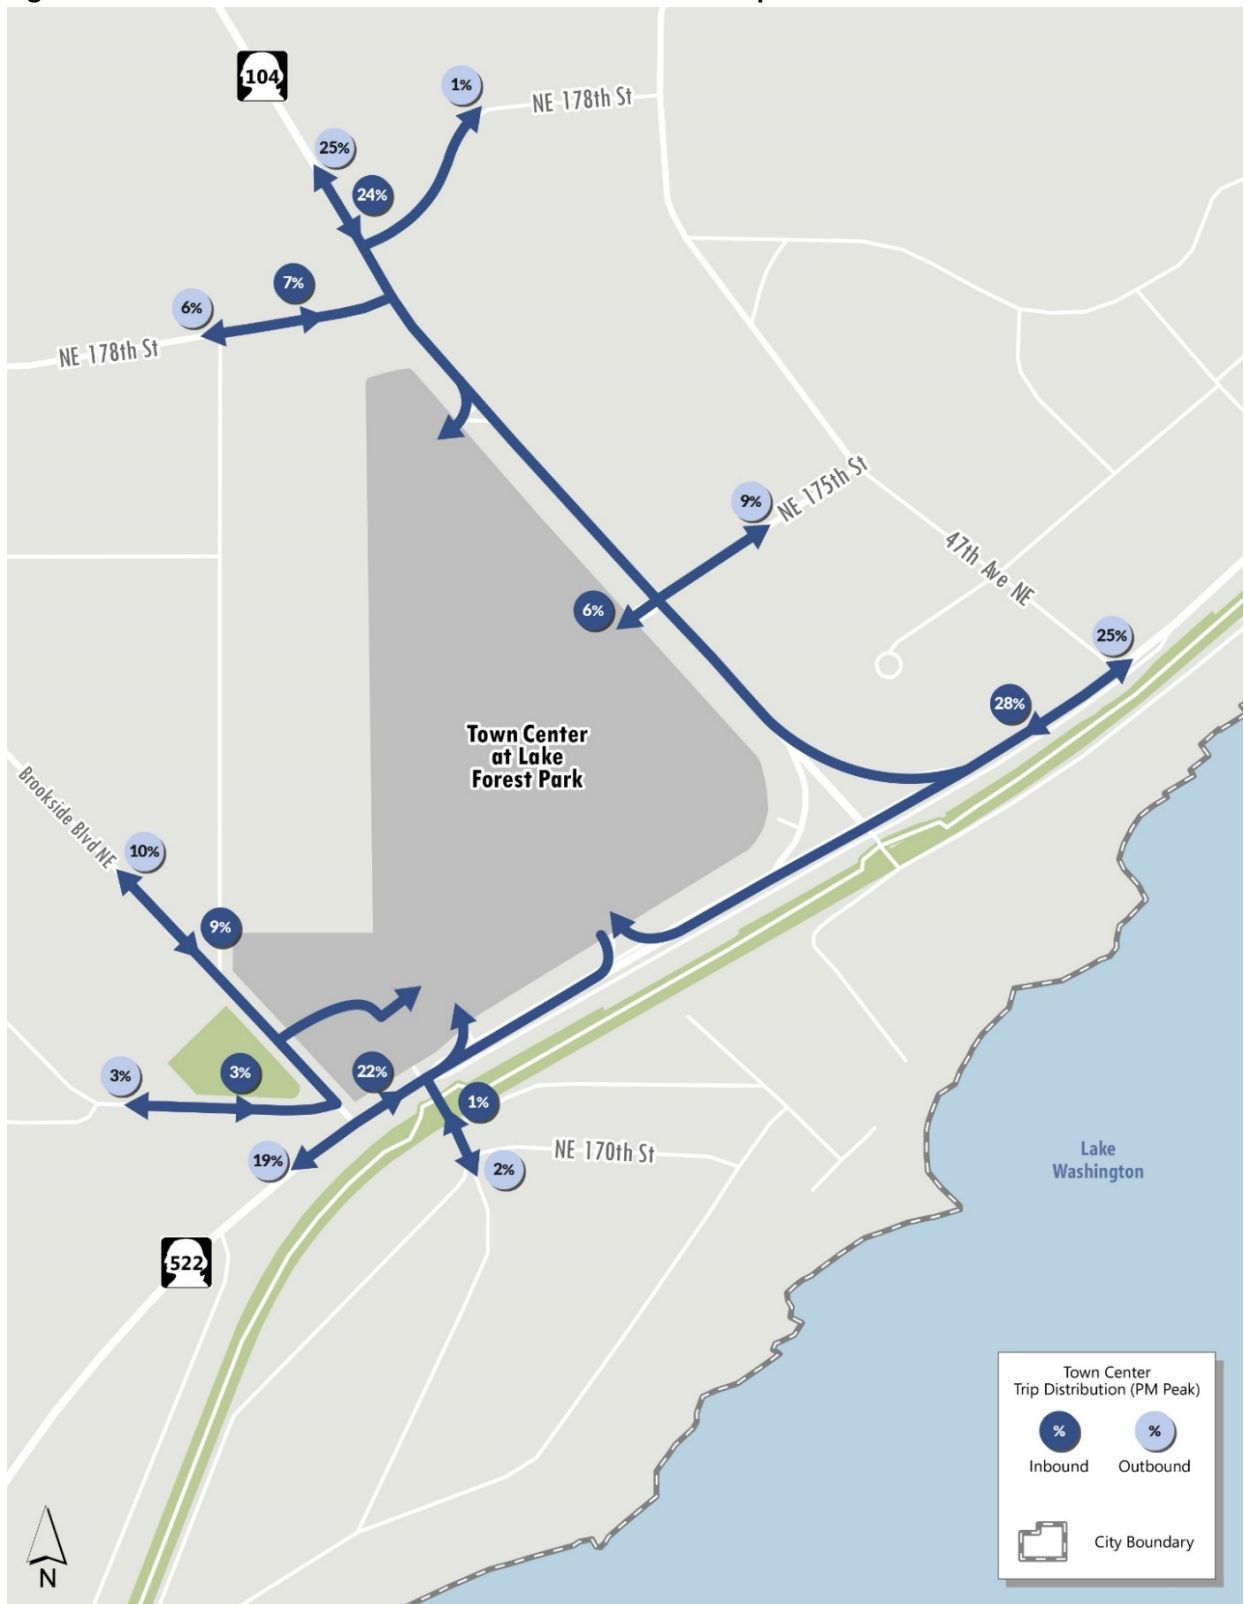 104
1%
NE 178th St
25%
24%
7%
6%
NE 178th St
9%
NE 175th St
6%
47th Ave NE
25%
28%
Town Center
at Lake
Forest Park
Brookside Blvd NE
10%
9%
3%
3%
22%
1%
19%
2%
NE 170th St
Lake
Washington
522
Town Center
Trip Distribution (PM Peak)
%
%
Inbound
Outbound
City Boundary
N